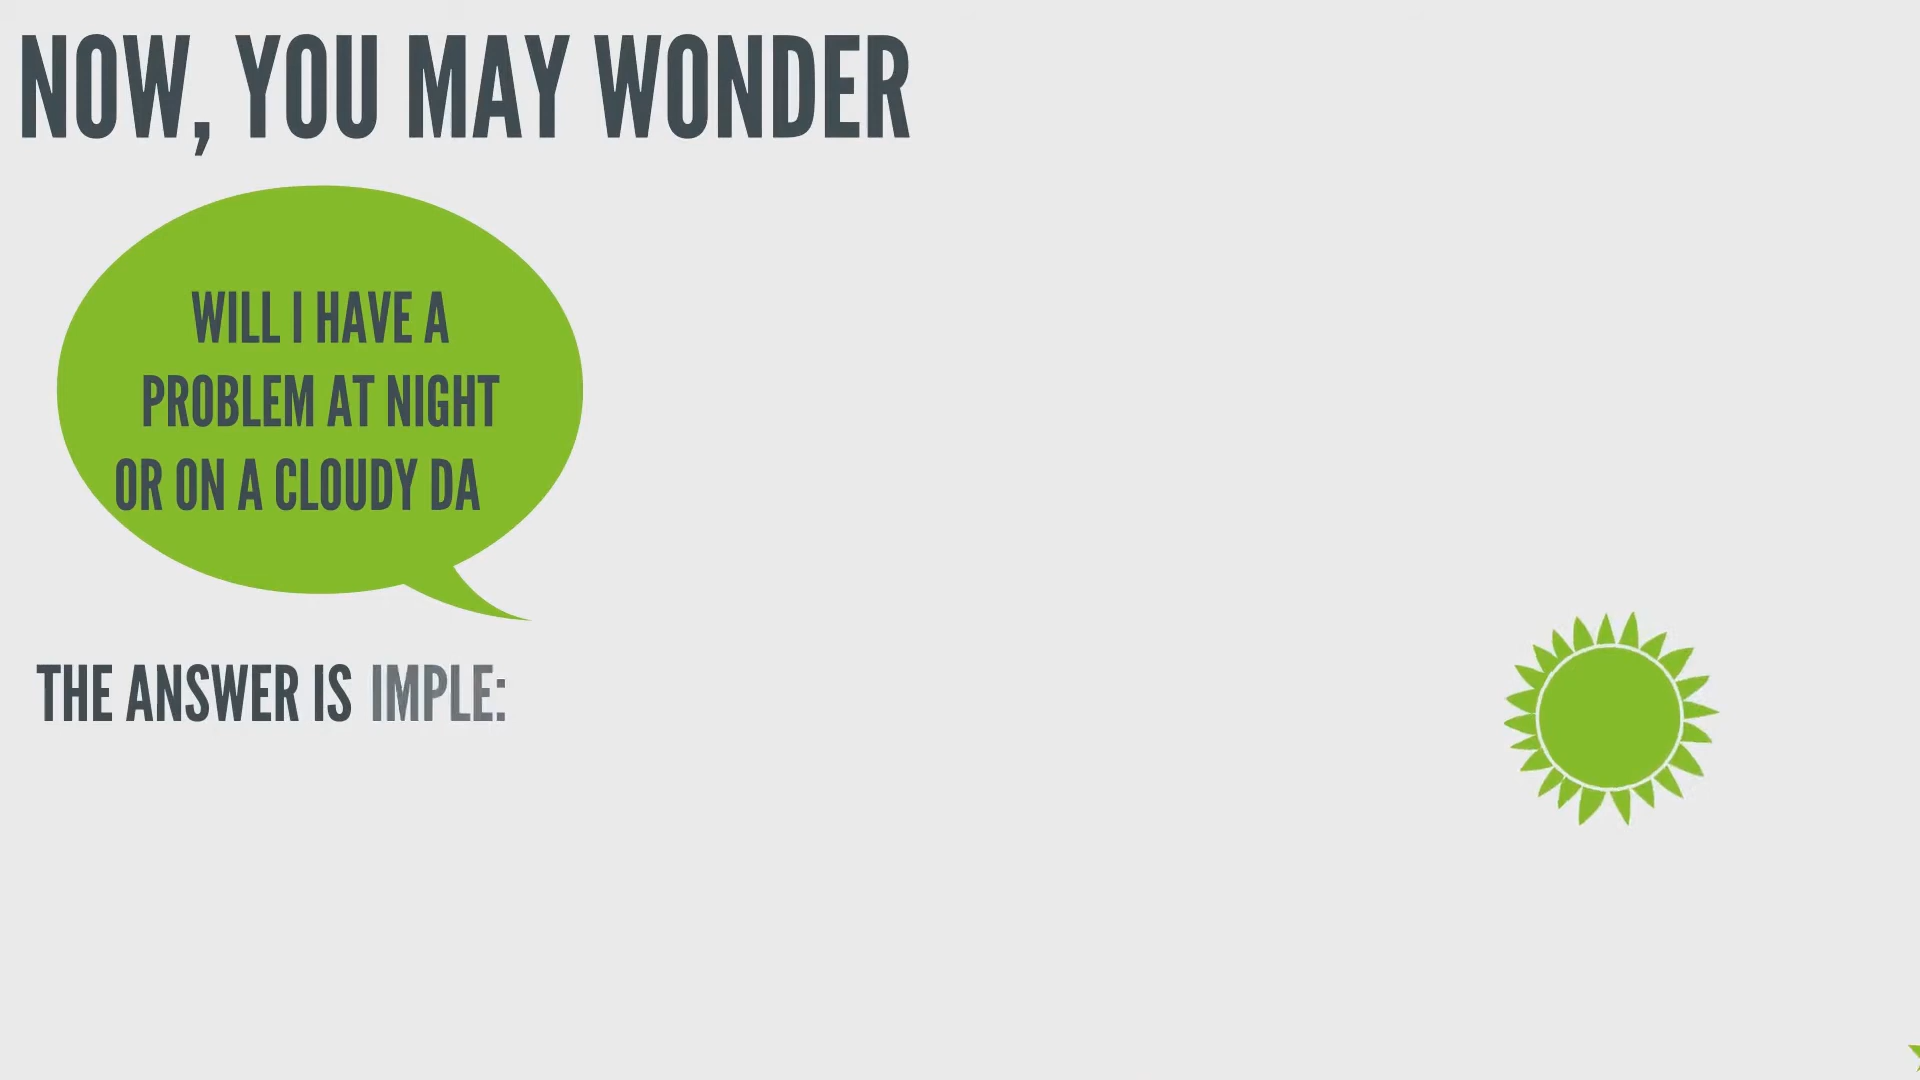 NOW, YOU MAY WONDER
WILL I HAVE A
PROBLEM AT NIGHT
OR ON A CLOUDY DA
THE ANSWER IS IMPLE: